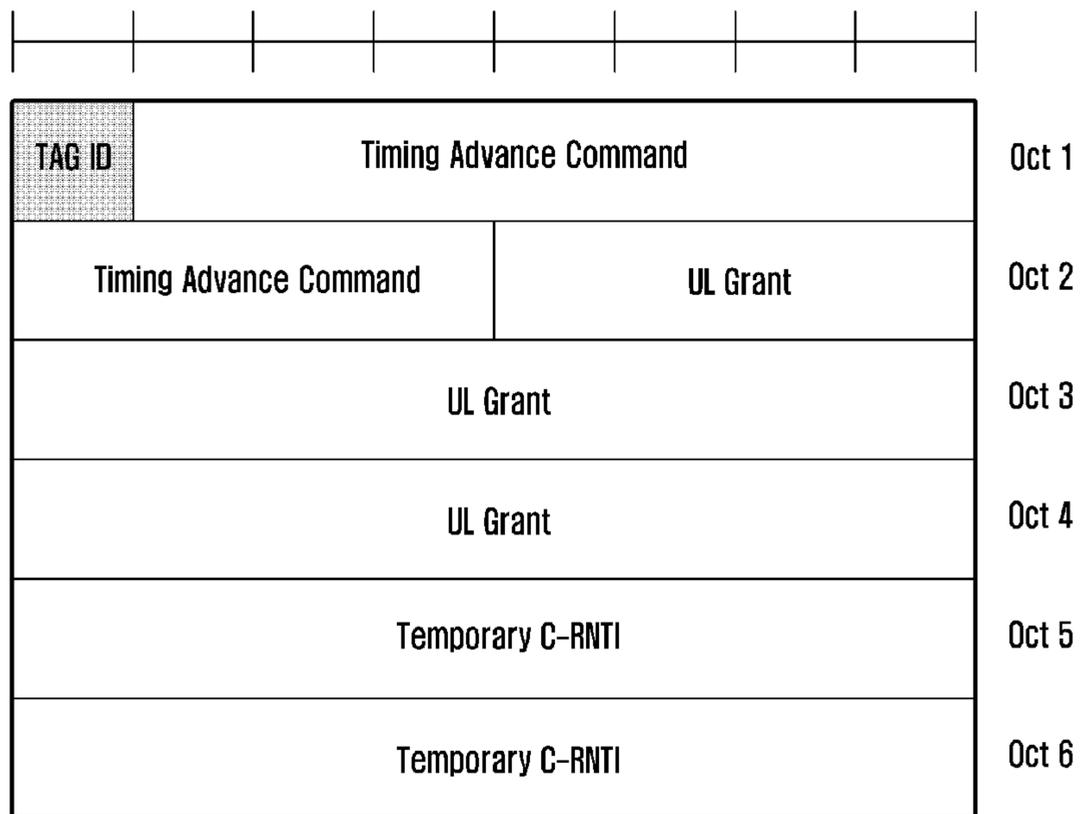 TAG ID Timing Advance Command Oct 1
Timing Advance Command UL Grant Oct 2
UL Grant Oct 3
UL Grant Oct 4
Temporary C-RNTI Oct 5
Temporary C-RNTI Oct 6